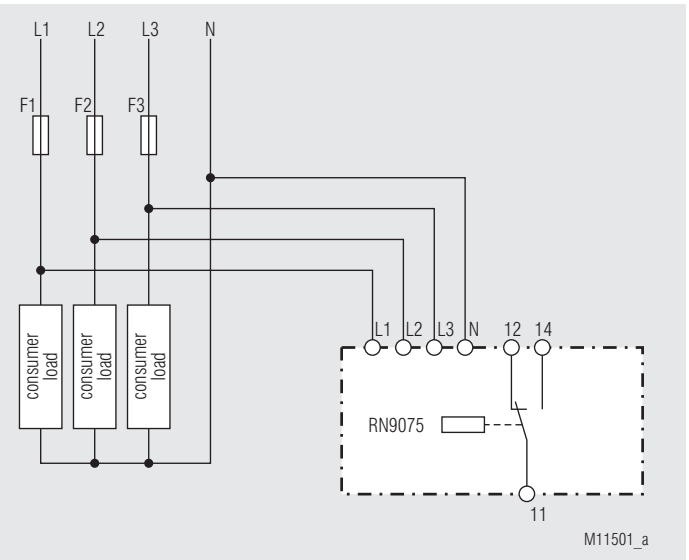 L1 L2 L3 N
F1 F2 F3
L1 L2 L3 N 12 14
consumer load
consumer load
consumer load
RN9075
11
M11501_a